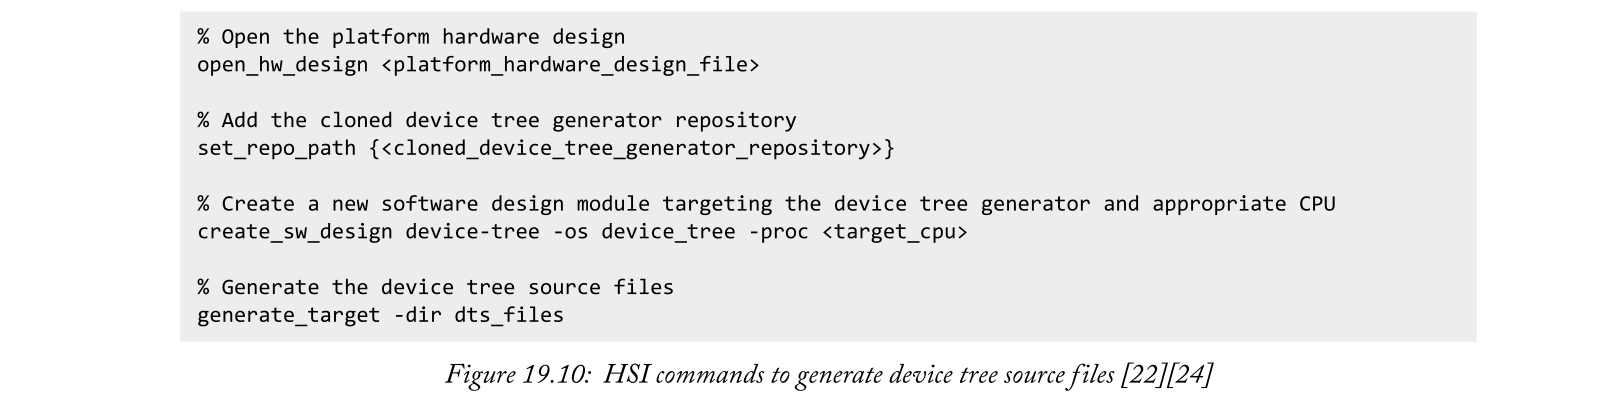 % Open the platform hardware design
open_hw_design <platform_hardware_design_file>
% Add the cloned device tree generator repository
set_repo_path {<cloned_device_tree_generator_repository>}
% Create a new software design module targeting the device tree generator and appropriate CPU
create_sw_design device-tree -os device_tree -proc <target_cpu>
% Generate the device tree source files
generate_target -dir dts_files
Figure 19.10: HSI commands to generate device tree source files [22][24]